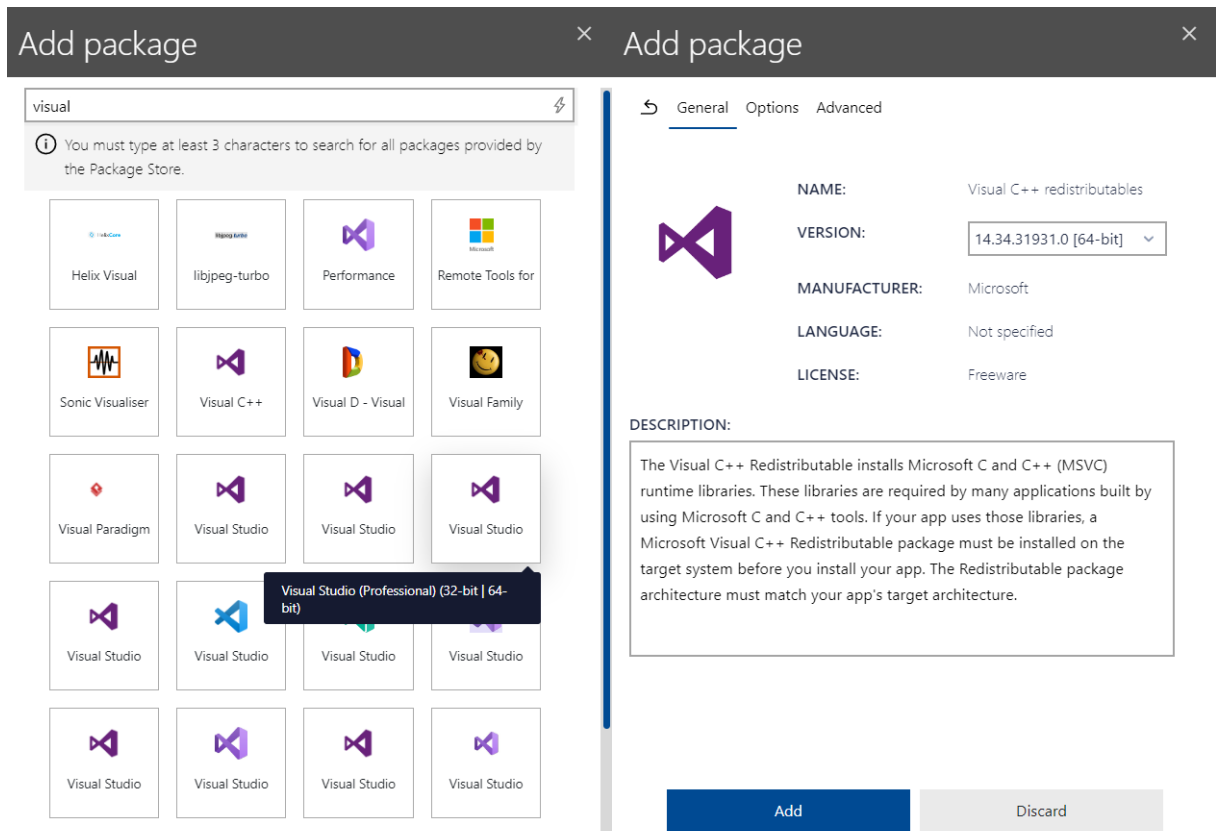 Add package
visual
You must type at least 3 characters to search for all packages provided by
the Package Store.
HelixCore
libjpeg-turbo
Microsoft
Helix Visual
libjpeg-turbo
Performance
Remote Tools for
Sonic Visualiser
Visual C++
Visual D - Visual
Visual Family
Visual Paradigm
Visual Studio
Visual Studio
Visual Studio
Visual Studio (Professional) (32-bit | 64-
bit)
Visual Studio
Visual Studio
Visual Studio
Visual Studio
Visual Studio
Visual Studio
Visual Studio
Visual Studio
Add package
General Options Advanced
NAME: Visual C++ redistributables
VERSION: 14.34.31931.0 [64-bit]
MANUFACTURER: Microsoft
LANGUAGE: Not specified
LICENSE: Freeware
DESCRIPTION:
The Visual C++ Redistributable installs Microsoft C and C++ (MSVC)
runtime libraries. These libraries are required by many applications built by
using Microsoft C and C++ tools. If your app uses those libraries, a
Microsoft Visual C++ Redistributable package must be installed on the
target system before you install your app. The Redistributable package
architecture must match your app's target architecture.
Add
Discard